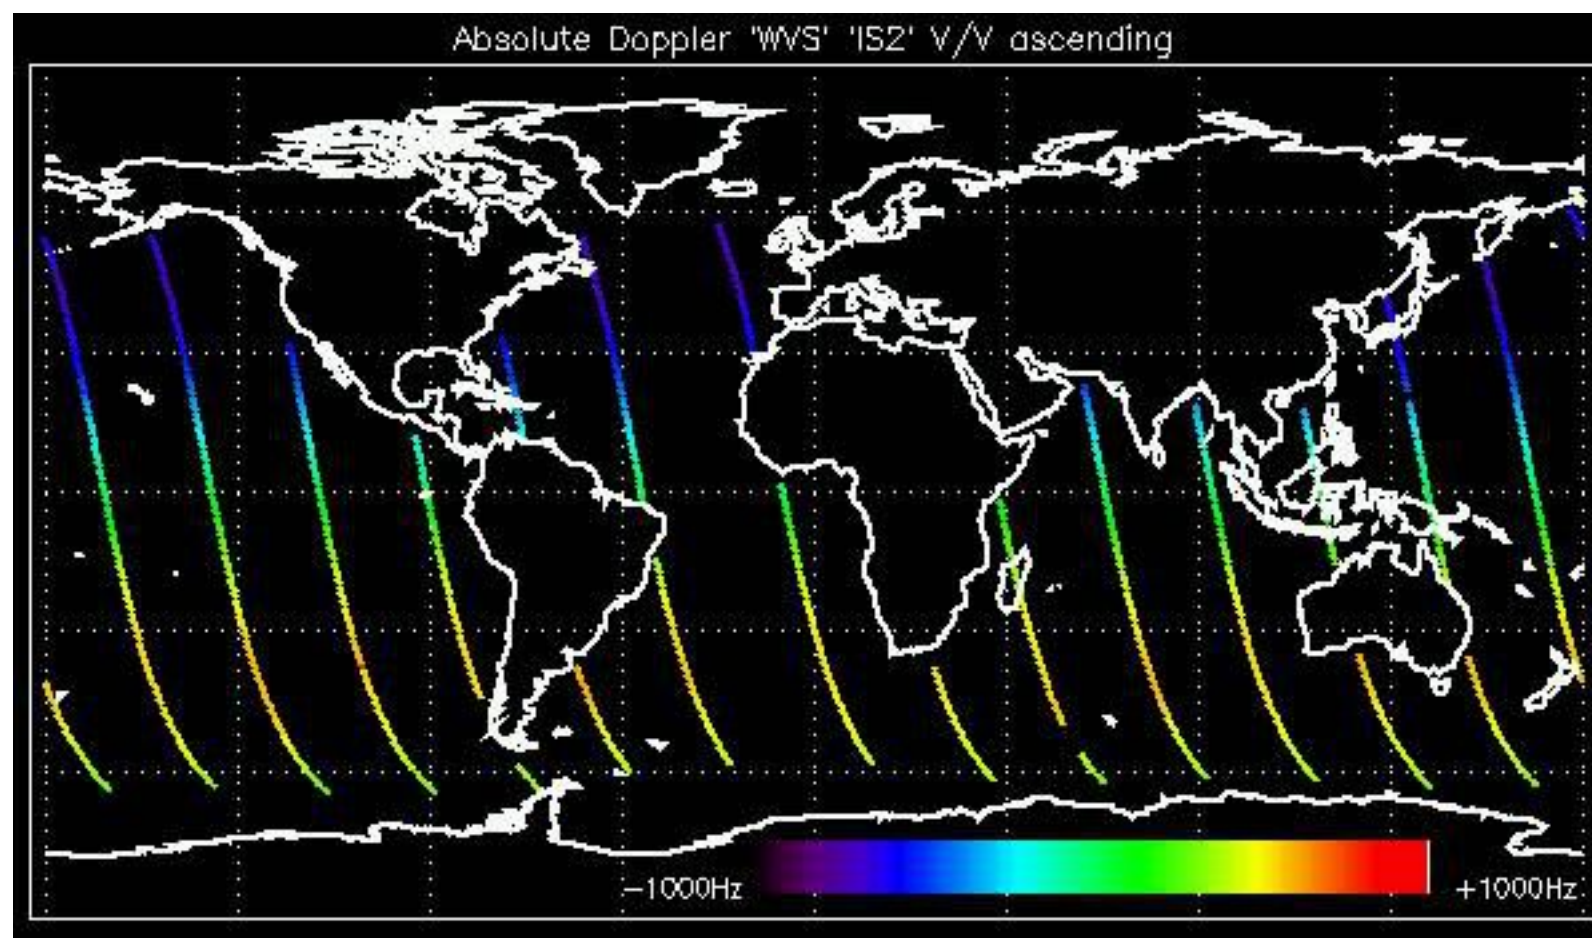 Absolute Doppler 'WVS' 'IS2' V/V ascending
-1000Hz
+1000Hz